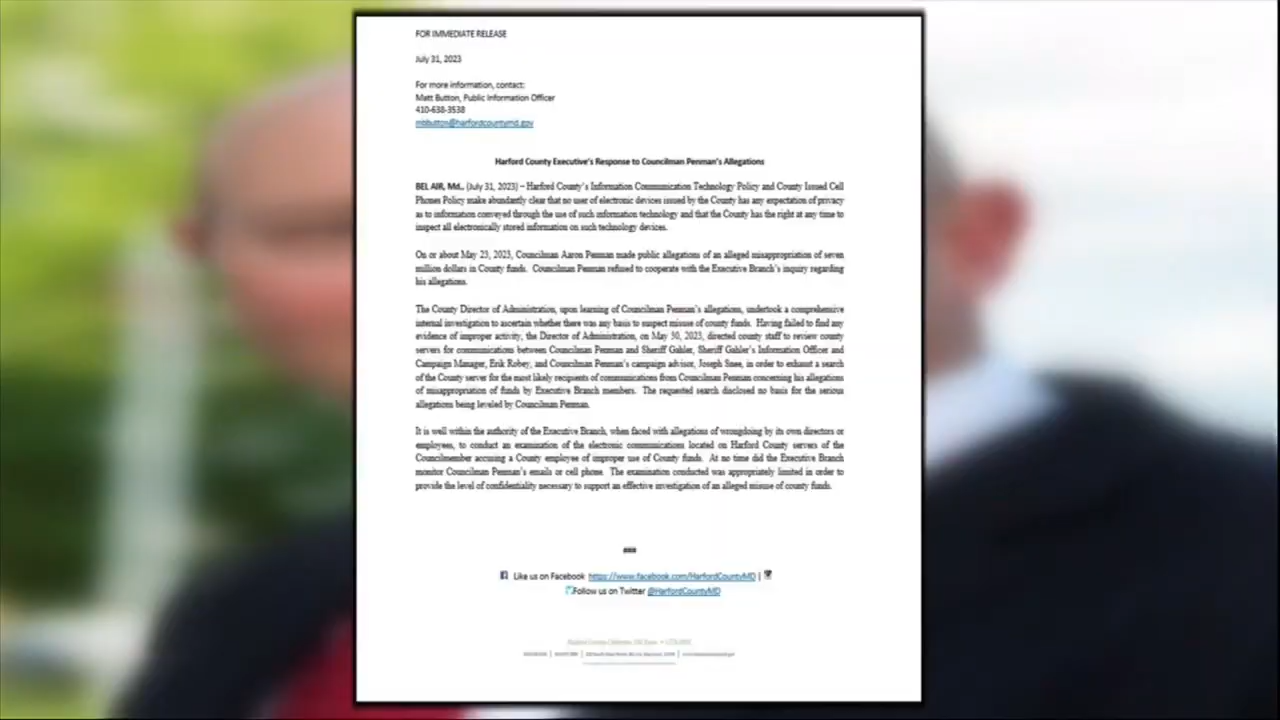 FOR IMMEDIATE RELEASE
July 31, 2023
For more information, contact:
Matt Button, Public Information Officer
410-638-3538
mbbutton@harfordcountymd.gov
Harford County Executive's Response to Councilman Penman's Allegations
BEL AIR, Md., (July 31, 2023) – Harford County's Information Communication Technology Policy and County Issued Cell
Phones Policy make abundantly clear that no user of electronic devices issued by the County has any expectation of privacy
as to information conveyed through the use of such information technology and that the County has the right at any time to
inspect all electronically stored information on such technology devices.
On or about May 23, 2023, Councilman Aaron Penman made public allegations of an alleged misappropriation of seven
million dollars in County funds. Councilman Penman refused to cooperate with the Executive Branch's inquiry regarding
his allegations.
The County Director of Administration, upon learning of Councilman Penman's allegations, undertook a comprehensive
internal investigation to ascertain whether there was any basis to suspect misuse of county funds. Having failed to find any
evidence of improper activity, the Director of Administration, on May 30, 2023, directed county staff to review county
servers for communications between Councilman Penman and Sheriff Gahler, Sheriff Gahler's Information Officer and
Campaign Manager, Erik Robey, and Councilman Penman's campaign advisor, Joseph Snee, in order to exhaust a search
of the County server for the most likely recipients of communications from Councilman Penman concerning his allegations
of misappropriation of funds by Executive Branch members. The requested search disclosed no basis for the serious
allegations being leveled by Councilman Penman.
It is well within the authority of the Executive Branch, when faced with allegations of wrongdoing by its own directors or
employees, to conduct an examination of the electronic communications located on Harford County servers of the
Councilmember accusing a County employee of improper use of County funds. At no time did the Executive Branch
monitor Councilman Penman's emails or cell phone. The examination conducted was appropriately limited in order to
provide the level of confidentiality necessary to support an effective investigation of an alleged misuse of county funds.
###
Like us on Facebook https://www.facebook.com/HarfordCountyMD |
Follow us on Twitter @HarfordCountyMD